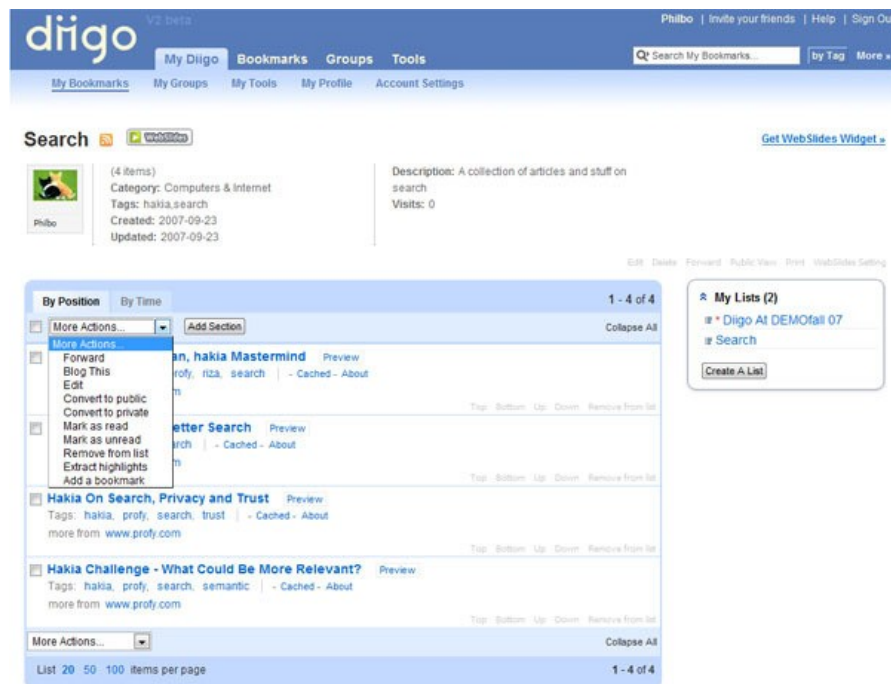 diigo V2 beta
Philbo | Invite your friends | Help | Sign Ou
My Diigo Bookmarks Groups Tools
Search My Bookmarks... by Tag More »
My Bookmarks My Groups My Tools My Profile Account Settings
Search WebSlides
Get WebSlides Widget »
Philbo
(4 items)
Category: Computers & Internet
Tags: hakia,search
Created: 2007-09-23
Updated: 2007-09-23
Description: A collection of articles and stuff on
search
Visits: 0
Edit Delete Forward Public View Print WebSlides Setting
By Position By Time 1 - 4 of 4
More Actions... Add Section Collapse All
More Actions...
Forward
Blog This
Edit
Convert to public
Convert to private
Mark as read
Mark as unread
Remove from list
Extract highlights
Add a bookmark
an, hakia Mastermind Preview
rofy, riza, search | - Cached - About
m
Top Bottom Up Down Remove from list
etter Search Preview
arch | - Cached - About
m
Top Bottom Up Down Remove from list
Hakia On Search, Privacy and Trust Preview
Tags: hakia, profy, search, trust | - Cached - About
more from www.profy.com
Top Bottom Up Down Remove from list
Hakia Challenge - What Could Be More Relevant? Preview
Tags: hakia, profy, search, semantic | - Cached - About
more from www.profy.com
Top Bottom Up Down Remove from list
More Actions... Collapse All
List 20 50 100 items per page 1 - 4 of 4
My Lists (2)
* Diigo At DEMOfall 07
Search
Create A List